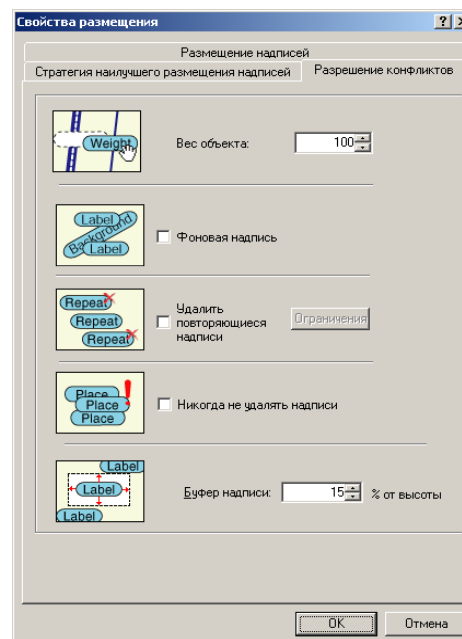 Свойства размещения
Размещение надписей
Стратегия наилучшего размещения надписей
Разрешение конфликтов
Weight
Вес объекта:
100
Label
Background
Label
Фоновая надпись
Repeat
Repeat
Repeat
Удалить
повторяющиеся
надписи
Ограничения
Place
Place
Place
Никогда не удалять надписи
Label
Label
Label
Буфер надписи:
15
% от высоты
OK
Отмена